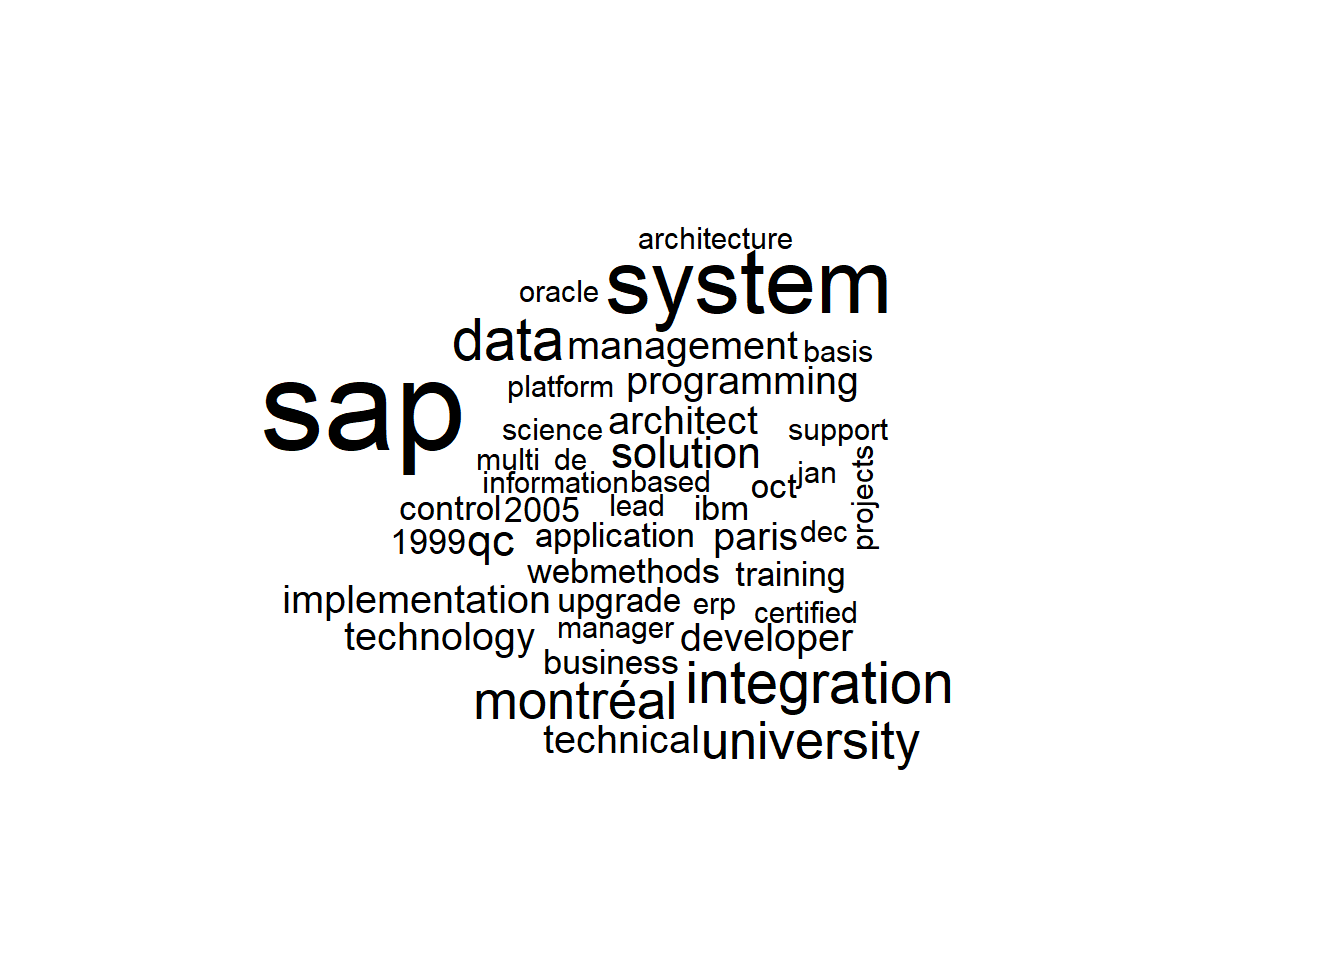 architecture
oracle system
data management basis
sap
platform programming
science architect support
multi de solution
information based oct jan
projects
control 2005 lead ibm
1999 qc application paris dec
webmethods training
implementation upgrade erp certified
technology manager developer
business integration
montréal
technical university